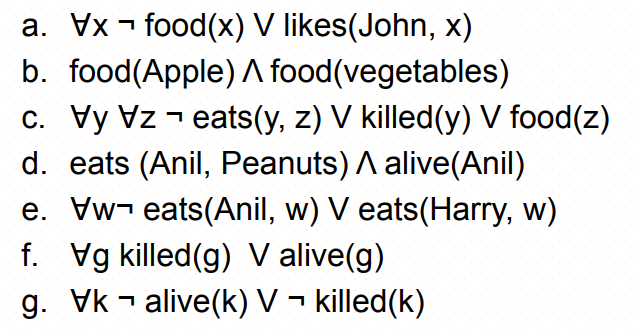 a. ∀x ¬ food(x) V likes(John, x)
b. food(Apple) Λ food(vegetables)
c. ∀y ∀z ¬ eats(y, z) V killed(y) V food(z)
d. eats (Anil, Peanuts) Λ alive(Anil)
e. ∀w¬ eats(Anil, w) V eats(Harry, w)
f. ∀g killed(g) V alive(g)
g. ∀k ¬ alive(k) V ¬ killed(k)